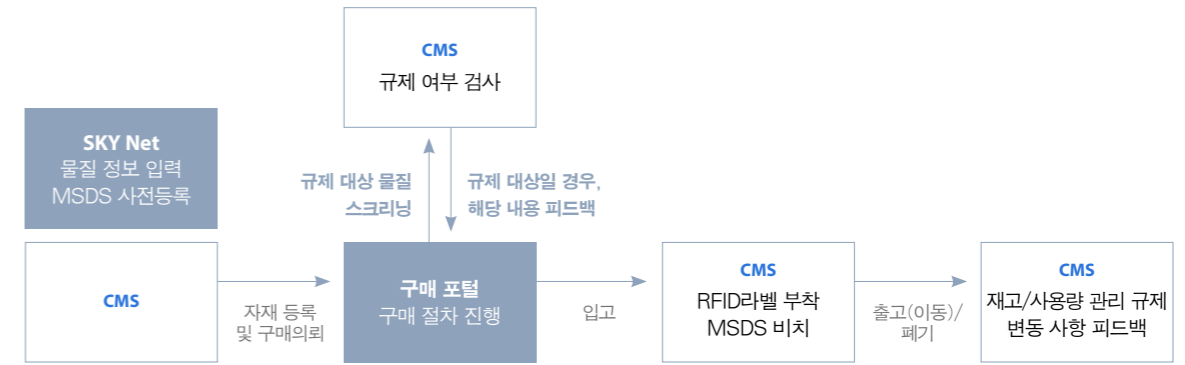 CMS
규제 여부 검사
SKY Net
물질 정보 입력
MSDS 사전등록
규제 대상 물질
스크리닝
규제 대상일 경우,
해당 내용 피드백
CMS
자재 등록
및 구매의뢰
구매 포털
구매 절차 진행
입고
CMS
RFID라벨 부착
MSDS 비치
출고(이동)/
폐기
CMS
재고/사용량 관리 규제
변동 사항 피드백